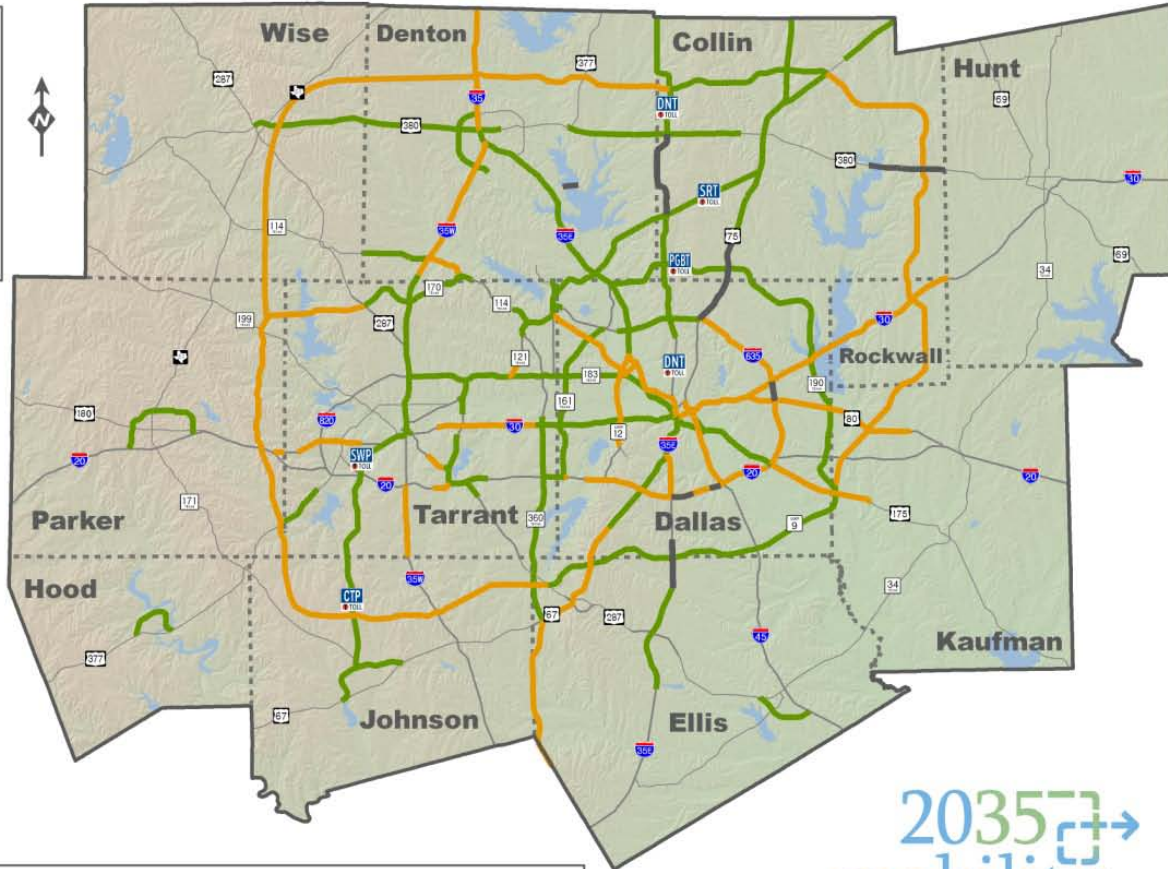 Wise
Denton
Collin
Hunt
377
287
69
N
35
DNT
TOLL
380
380
30
SRT
TOLL
114
35W
35E
75
69
PGBT
TOLL
34
170
114
199
287
30
635
Rockwall
121
DNT
TOLL
183
190
161
180
820
80
30
12
35E
SWP
TOLL
20
20
20
20
171
Parker
Tarrant
360
Dallas
9
175
Hood
35W
34
CTP
TOLL
67
287
45
Kaufman
377
67
Johnson
Ellis
35E
2035